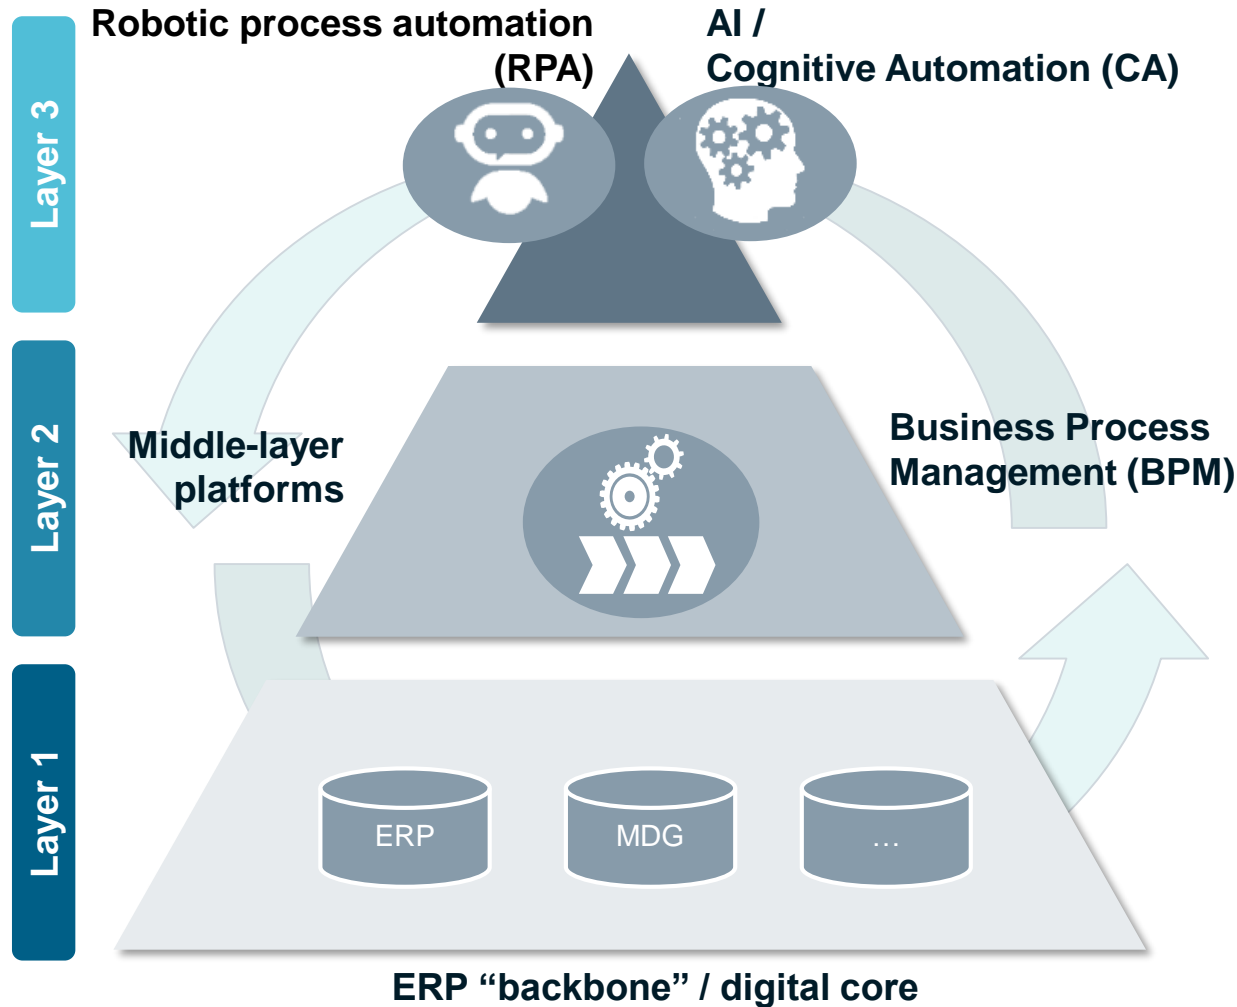 Robotic process automation
(RPA)
AI /
Cognitive Automation (CA)
Layer 3
Layer 2
Middle-layer
platforms
Business Process
Management (BPM)
Layer 1
ERP
MDG
…
ERP “backbone” / digital core